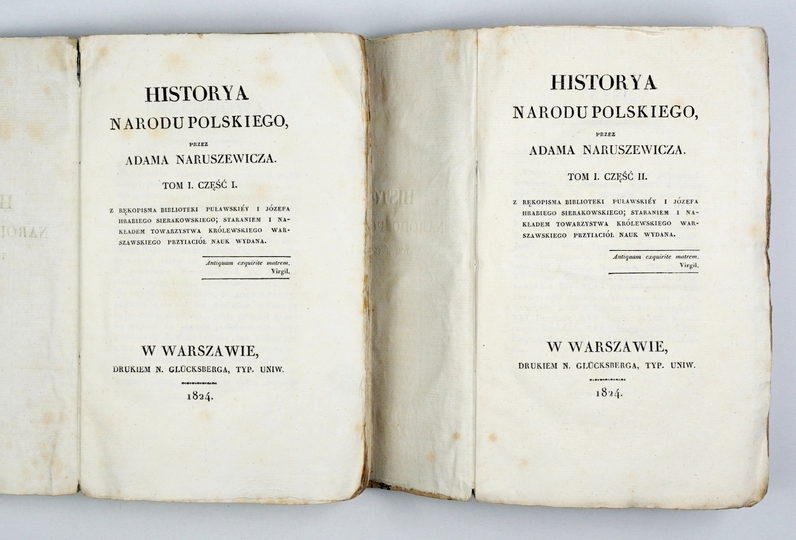 HISTORYA
NARODU POLSKIEGO,
PRZEZ
ADAMA NARUSZEWICZA.
TOM I. CZĘŚĆ I.
Z RĘKOPISMA BIBLIOTEKI PUŁAWSKIÉY I JÓZEFA
HRABIEGO SIERAKOWSKIEGO; STARANIEM I NA-
KŁADEM TOWARZYSTWA KRÓLEWSKIEGO WAR-
SZAWSKIEGO PRZYIACIÓŁ NAUK WYDANA.
Antiquam exquirite matrem.
Virgil.
W WARSZAWIE,
DRUKIEM N. GLÜCKSBERGA, TYP. UNIW.
1824.
HISTORYA
NARODU POLSKIEGO,
PRZEZ
ADAMA NARUSZEWICZA.
TOM I. CZĘŚĆ II.
Z RĘKOPISMA BIBLIOTEKI PUŁAWSKIÉY I JÓZEFA
HRABIEGO SIERAKOWSKIEGO; STARANIEM I NA-
KŁADEM TOWARZYSTWA KRÓLEWSKIEGO WAR-
SZAWSKIEGO PRZYIACIÓŁ NAUK WYDANA.
Antiquam exquirite matrem.
Virgil.
W WARSZAWIE,
DRUKIEM N. GLÜCKSBERGA, TYP. UNIW.
1824.